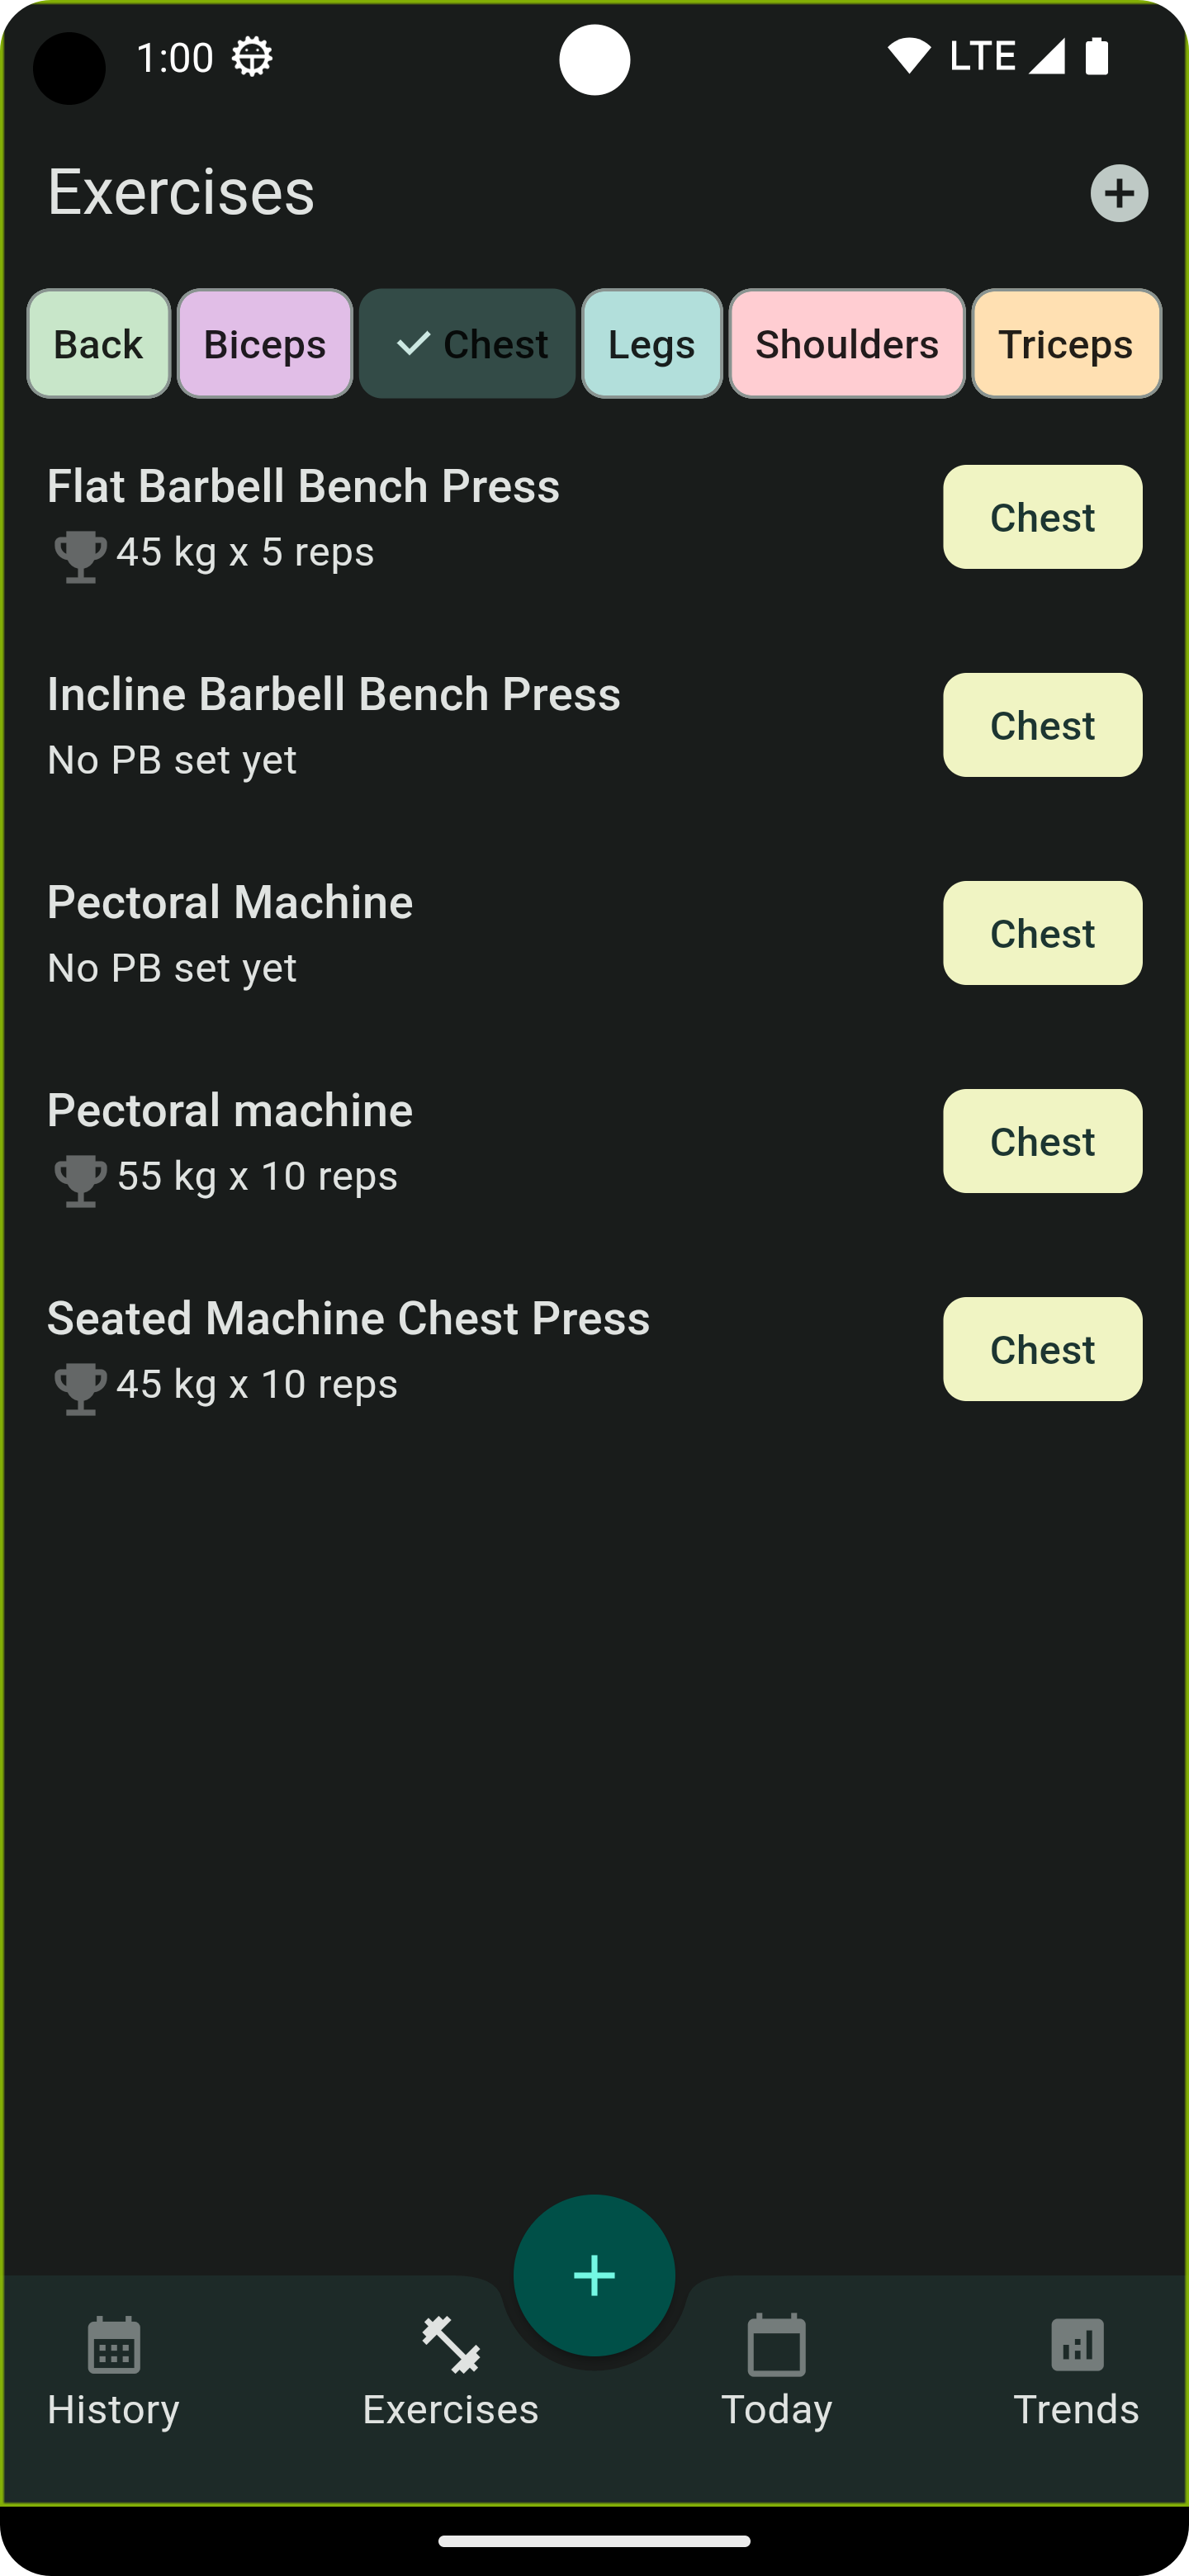 1:00 LTE
Exercises
Back Biceps Chest Legs Shoulders Triceps
Flat Barbell Bench Press
45 kg x 5 reps
Chest
Incline Barbell Bench Press
No PB set yet
Chest
Pectoral Machine
No PB set yet
Chest
Pectoral machine
55 kg x 10 reps
Chest
Seated Machine Chest Press
45 kg x 10 reps
Chest
History Exercises Today Trends